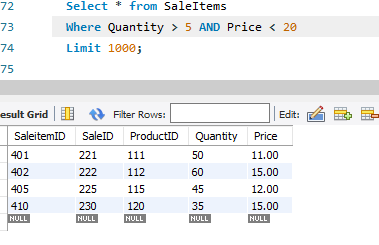 72 Select * from SaleItems
73 Where Quantity > 5 AND Price < 20
74 Limit 1000;
75
esult Grid Filter Rows: Edit:
SaleitemID SaleID ProductID Quantity Price
401 221 111 50 11.00
402 222 112 60 15.00
405 225 115 45 12.00
410 230 120 35 15.00
NULL NULL NULL NULL NULL